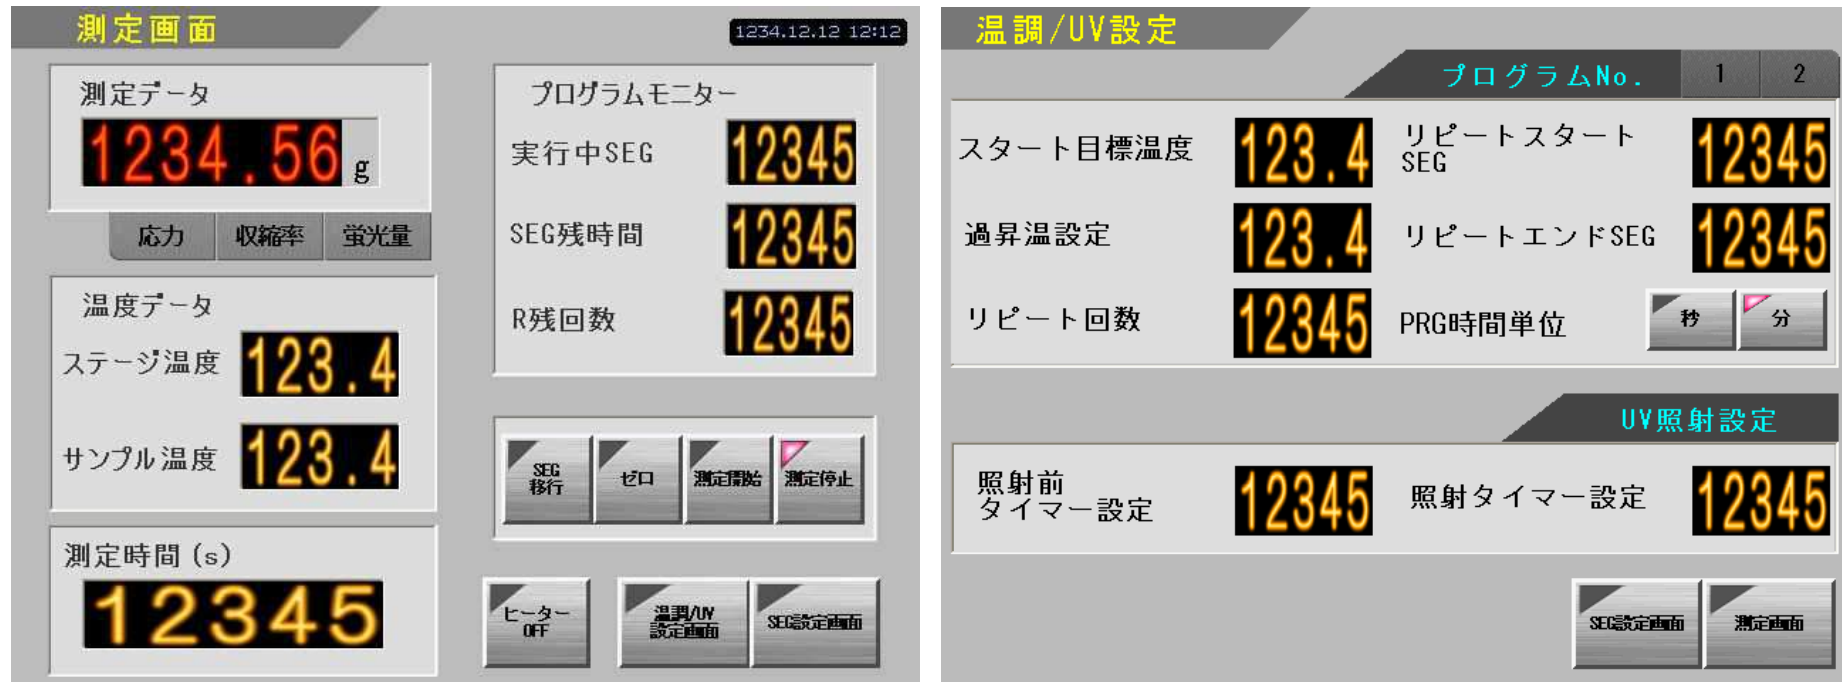 測定画面
1234.12.12 12:12
測定データ
1234.56 g
応力 収縮率 蛍光量
温度データ
ステージ温度 123.4
サンプル温度 123.4
測定時間(s)
12345
プログラムモニター
実行中SEG 12345
SEG残時間 12345
R残回数 12345
SEG
移行
ゼロ
測定開始
測定停止
ヒーター
OFF
温調/UV
設定画面
SEG設定画面
温調/UV設定
プログラムNo. 1 2
スタート目標温度 123.4
リピートスタート
SEG
12345
過昇温設定 123.4
リピートエンドSEG 12345
リピート回数 12345
PRG時間単位 秒 分
UV照射設定
照射前
タイマー設定
12345
照射タイマー設定 12345
SEG設定画面
測定画面